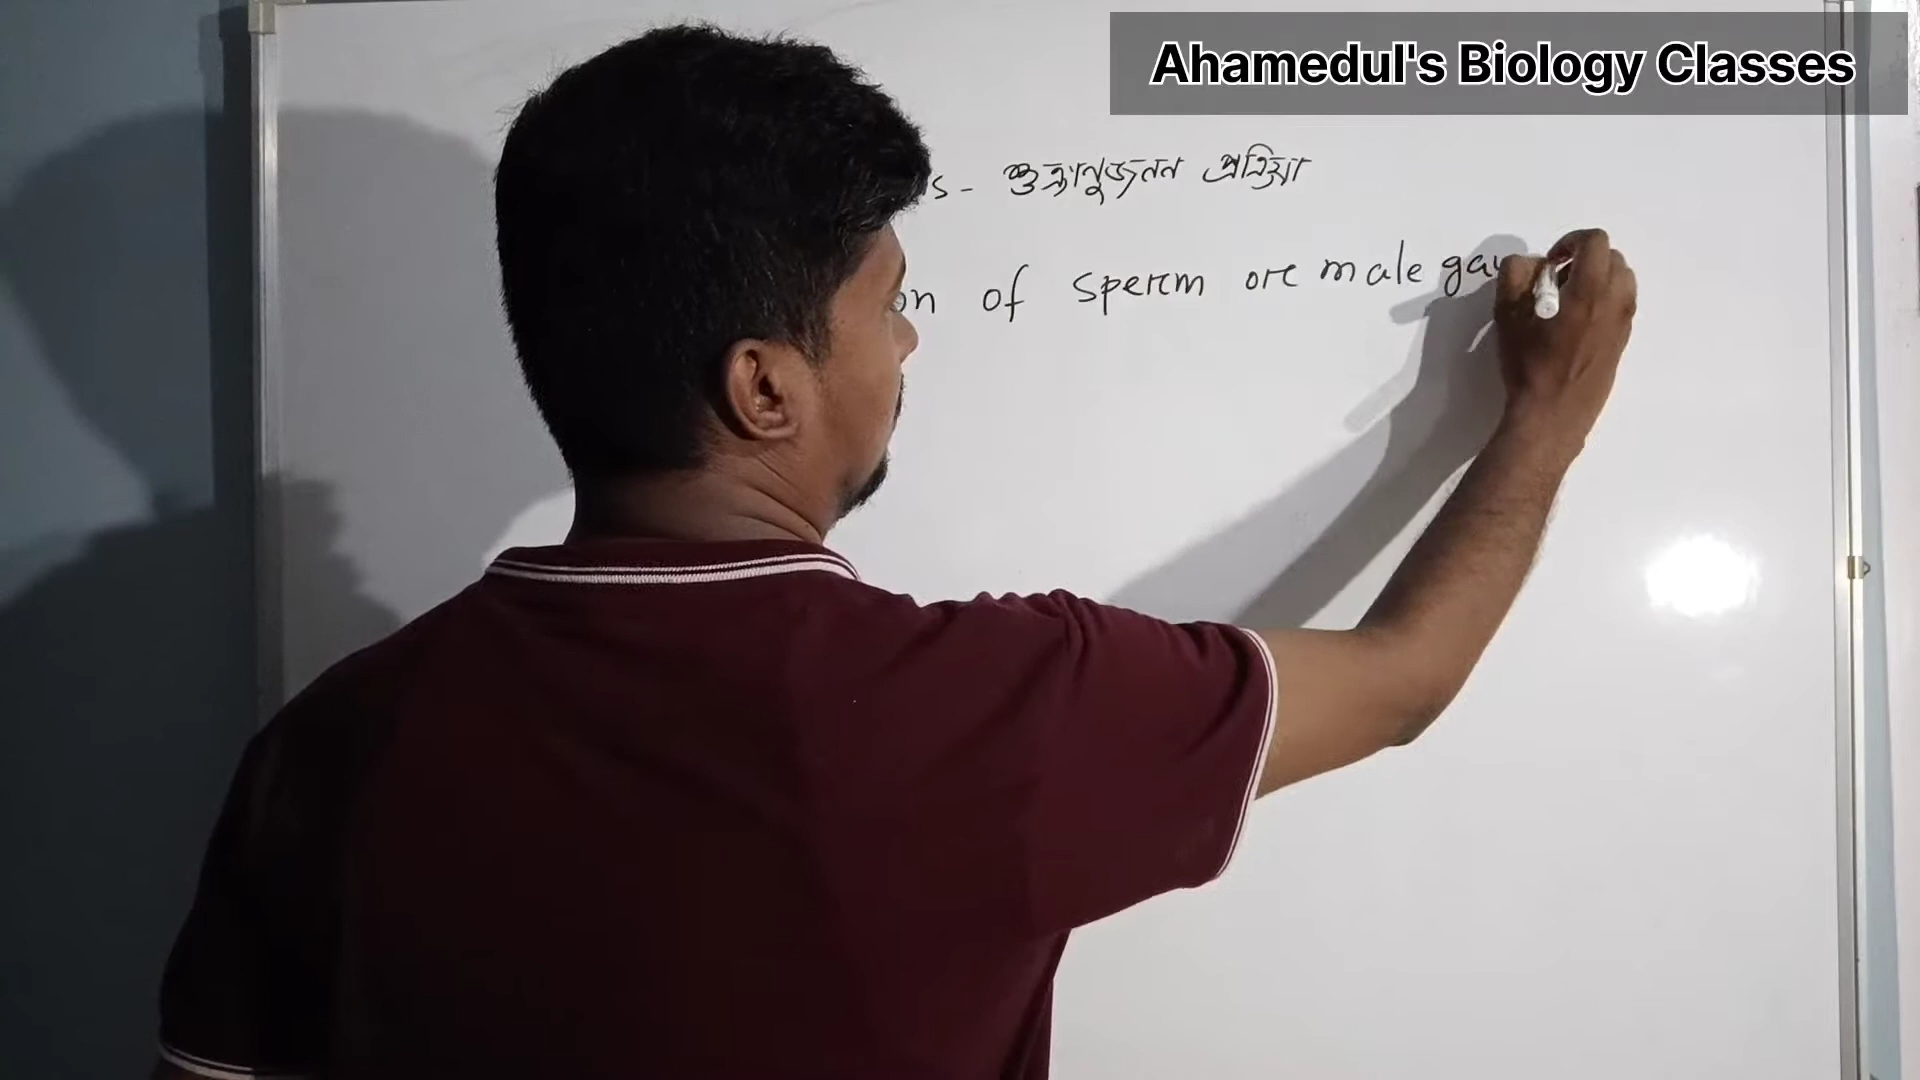 Ahamedul's Biology Classes
s - শুক্রাণুজনন প্রক্রিয়া
on of sperm or male ga